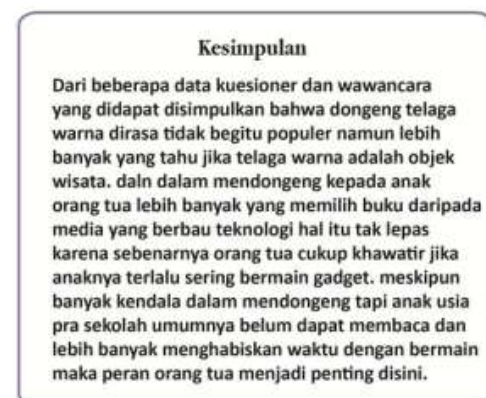 Kesimpulan
Dari beberapa data kuesioner dan wawancara
yang didapat disimpulkan bahwa dongeng telaga
warna dirasa tidak begitu populer namun lebih
banyak yang tahu jika telaga warna adalah objek
wisata. daln dalam mendongeng kepada anak
orang tua lebih banyak yang memilih buku daripada
media yang berbau teknologi hal itu tak lepas
karena sebenarnya orang tua cukup khawatir jika
anaknya terlalu sering bermain gadget. meskipun
banyak kendala dalam mendongeng tapi anak usia
pra sekolah umumnya belum dapat membaca dan
lebih banyak menghabiskan waktu dengan bermain
maka peran orang tua menjadi penting disini.